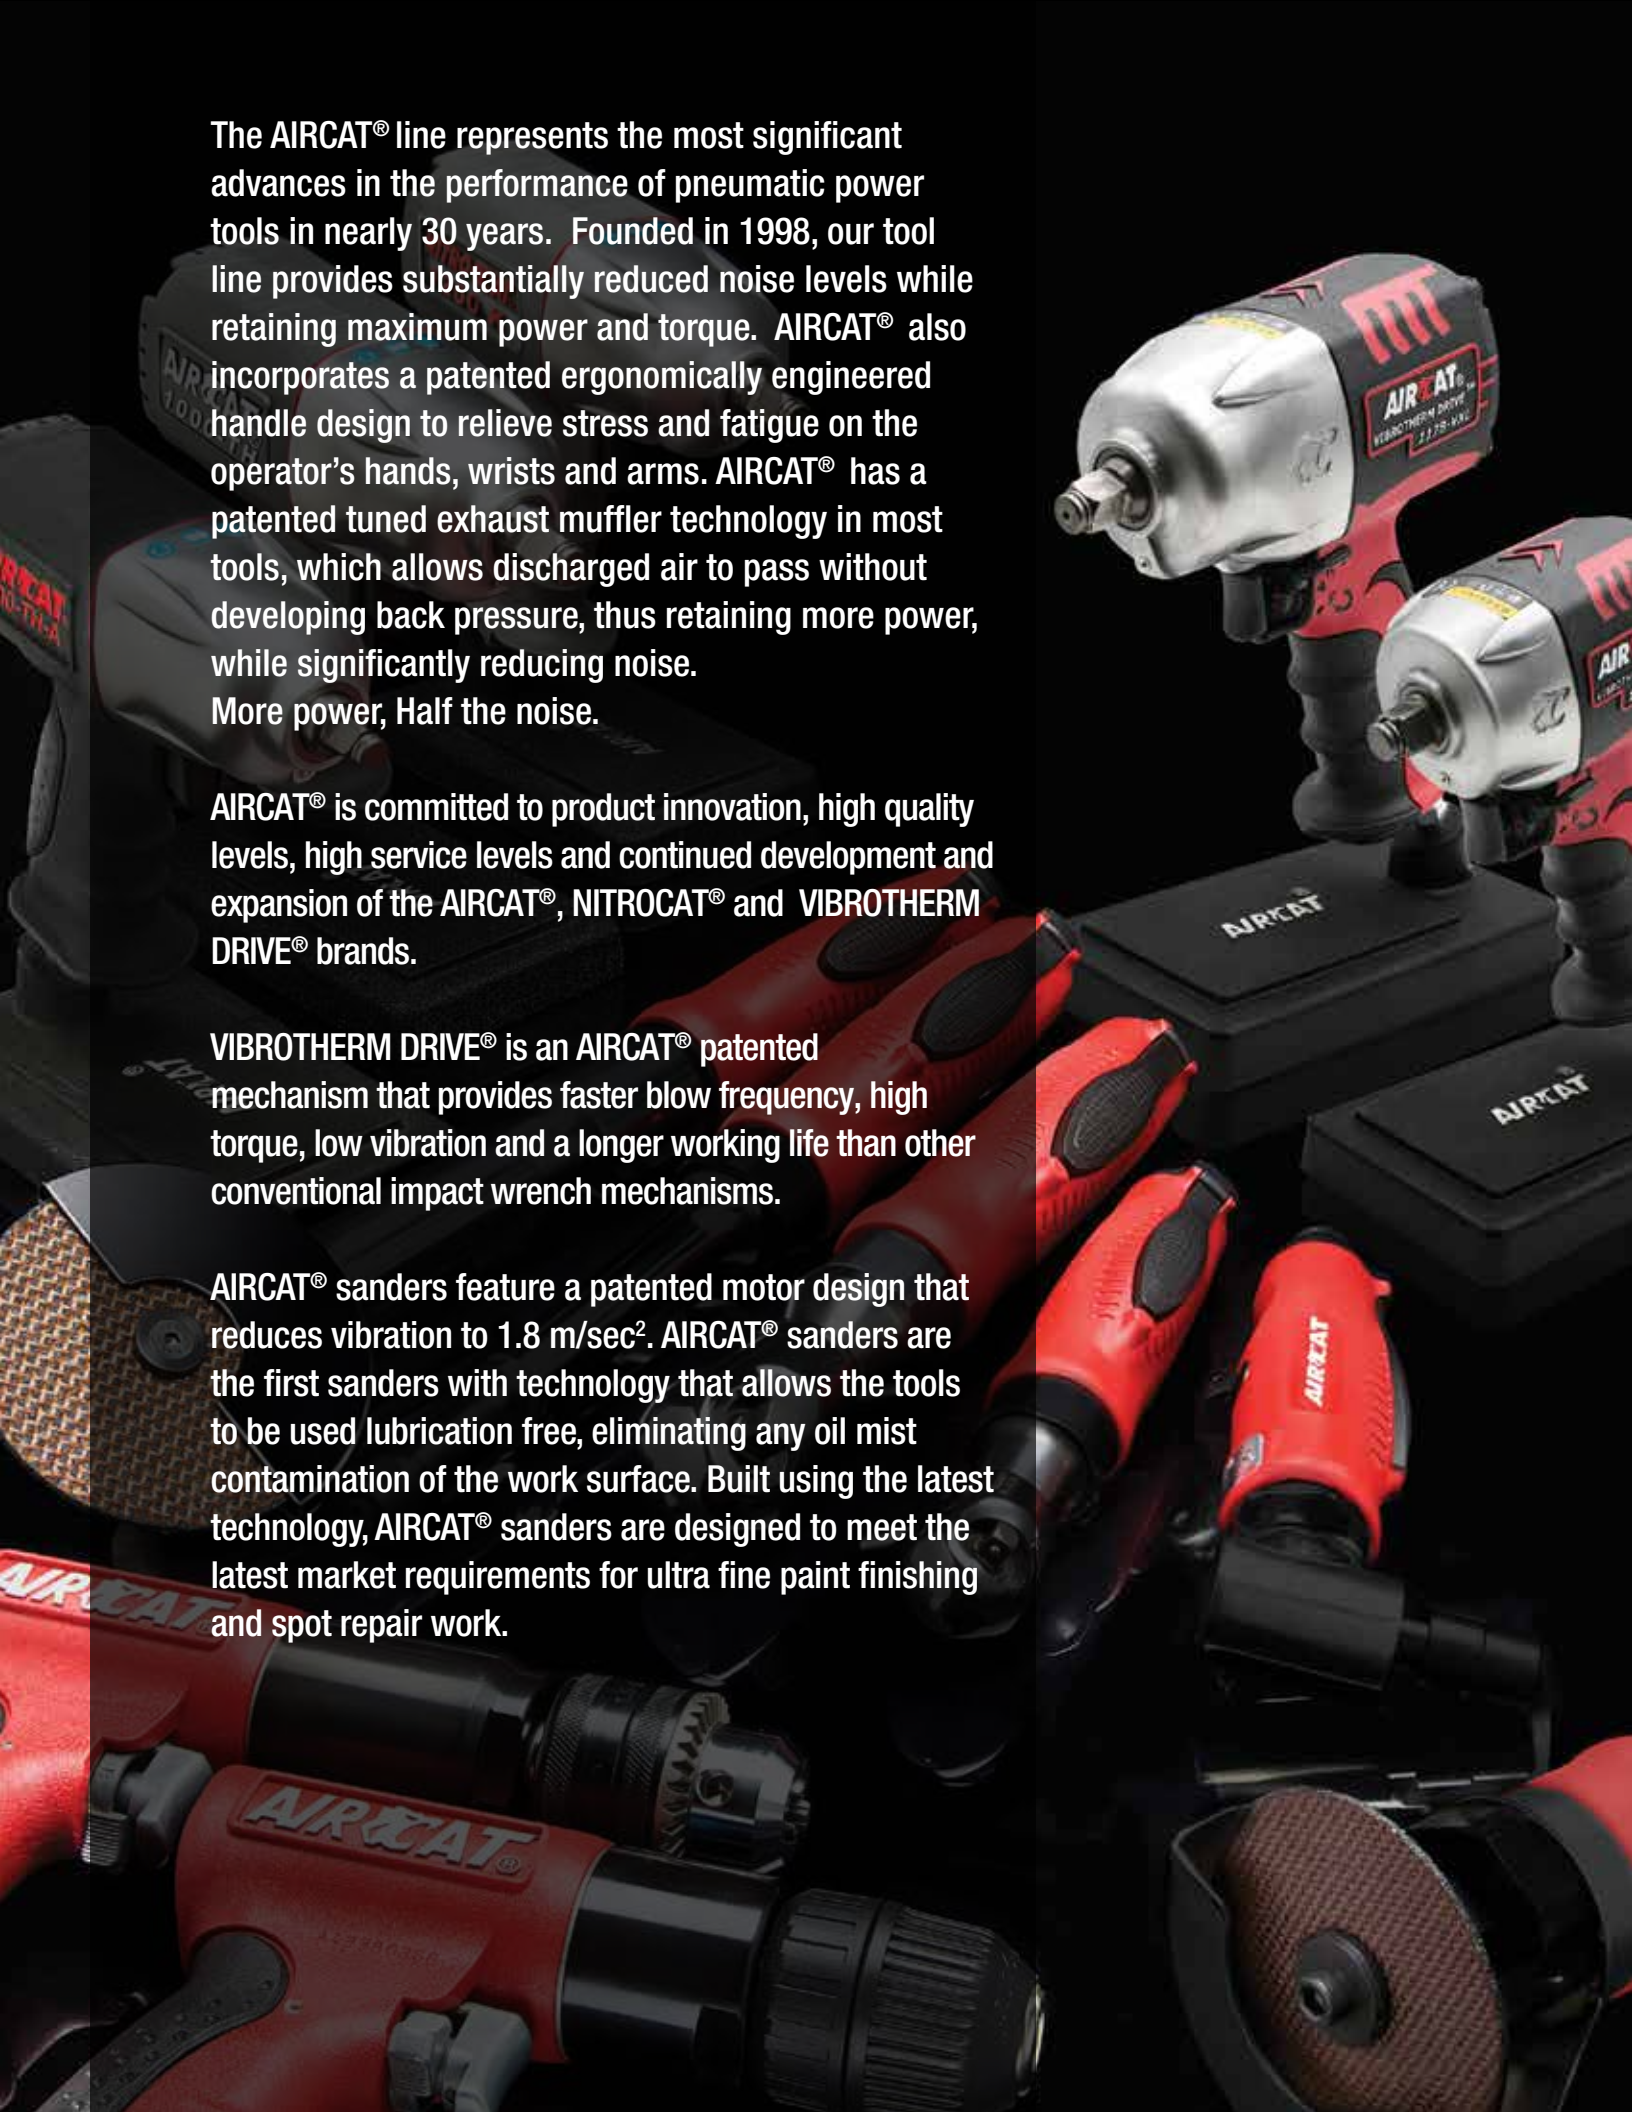 The AIRCAT® line represents the most significant
advances in the performance of pneumatic power
tools in nearly 30 years.  Founded in 1998, our tool
line provides substantially reduced noise levels while
retaining maximum power and torque.  AIRCAT®  also
incorporates a patented ergonomically engineered
handle design to relieve stress and fatigue on the
operator’s hands, wrists and arms. AIRCAT®  has a
patented tuned exhaust muffler technology in most
tools, which allows discharged air to pass without
developing back pressure, thus retaining more power,
while significantly reducing noise.
More power, Half the noise.
AIRCAT® is committed to product innovation, high quality
levels, high service levels and continued development and
expansion of the AIRCAT®, NITROCAT® and  VIBROTHERM
DRIVE® brands.
VIBROTHERM DRIVE® is an AIRCAT® patented
mechanism that provides faster blow frequency, high
torque, low vibration and a longer working life than other
conventional impact wrench mechanisms.
AIRCAT® sanders feature a patented motor design that
reduces vibration to 1.8 m/sec². AIRCAT® sanders are
the first sanders with technology that allows the tools
to be used lubrication free, eliminating any oil mist
contamination of the work surface. Built using the latest
technology, AIRCAT® sanders are designed to meet the
latest market requirements for ultra fine paint finishing
and spot repair work.
AIRCAT®
VIBROTHERM DRIVE
1178-VXL
AIR
AIRCAT®
AIRCAT®
AIRCAT
AIRCAT®
AIRCAT®